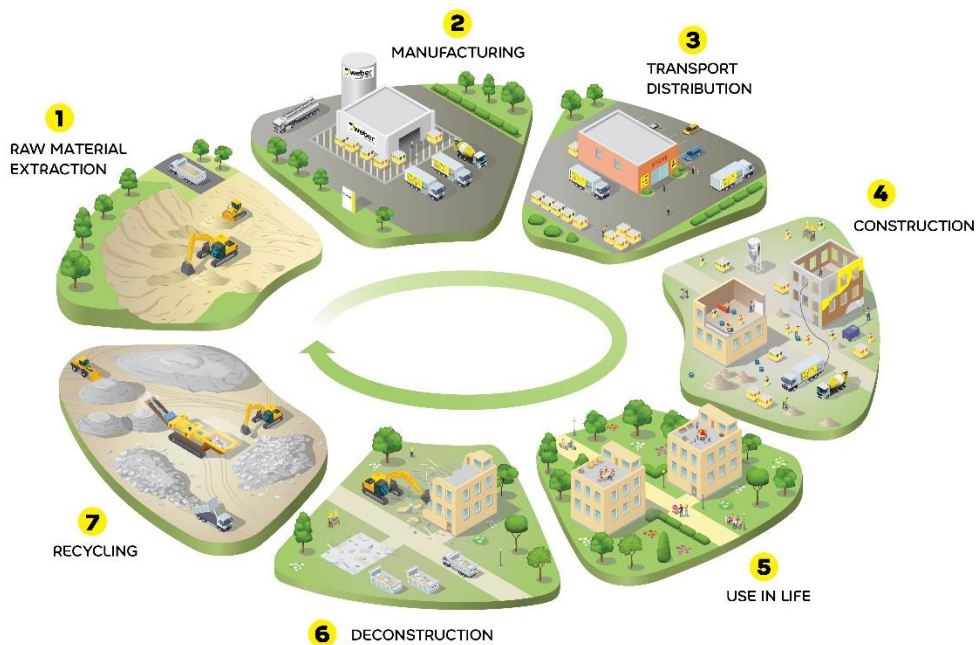 1
RAW MATERIAL
EXTRACTION
2
MANUFACTURING
weber
weber
3
TRANSPORT
DISTRIBUTION
4
CONSTRUCTION
5
USE IN LIFE
6
DECONSTRUCTION
7
RECYCLING